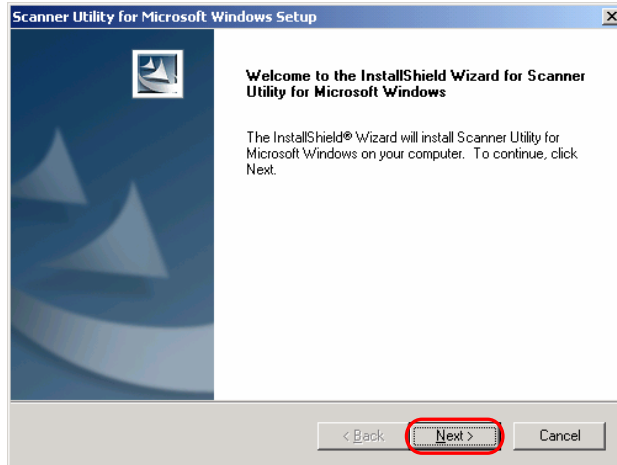 Scanner Utility for Microsoft Windows Setup
Welcome to the InstallShield Wizard for Scanner
Utility for Microsoft Windows
The InstallShield® Wizard will install Scanner Utility for
Microsoft Windows on your computer. To continue, click
Next.
< Back Next > Cancel